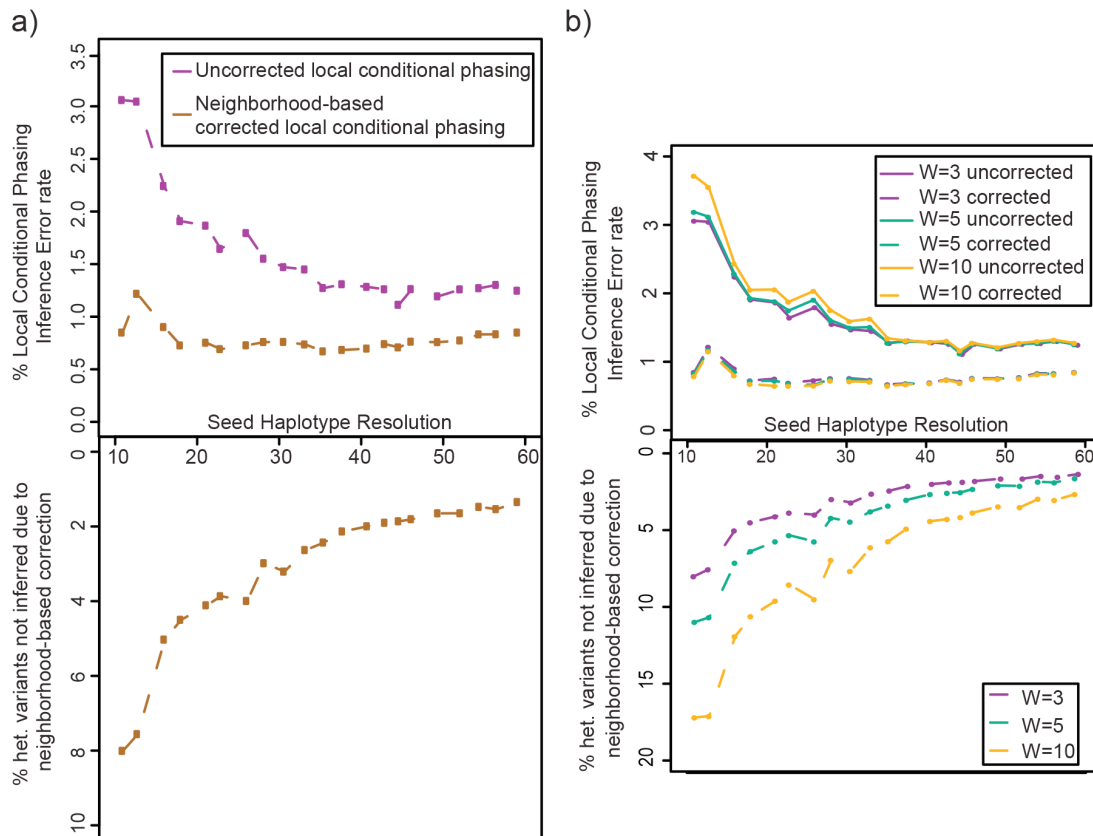 a)
% Local Conditional Phasing
Inference Error rate
3.5
3.0
2.5
2.0
1.5
1.0
0.5
0.0
Uncorrected local conditional phasing
Neighborhood-based
corrected local conditional phasing
Seed Haplotype Resolution
10 20 30 40 50 60
% het. variants not inferred due to
neighborhood-based correction
0
2
4
6
8
10
b)
% Local Conditional Phasing
Inference Error rate
4
3
2
1
0
W=3 uncorrected
W=3 corrected
W=5 uncorrected
W=5 corrected
W=10 uncorrected
W=10 corrected
Seed Haplotype Resolution
10 20 30 40 50 60
% het. variants not inferred due to
neighborhood-based correction
0
5
10
15
20
W=3
W=5
W=10